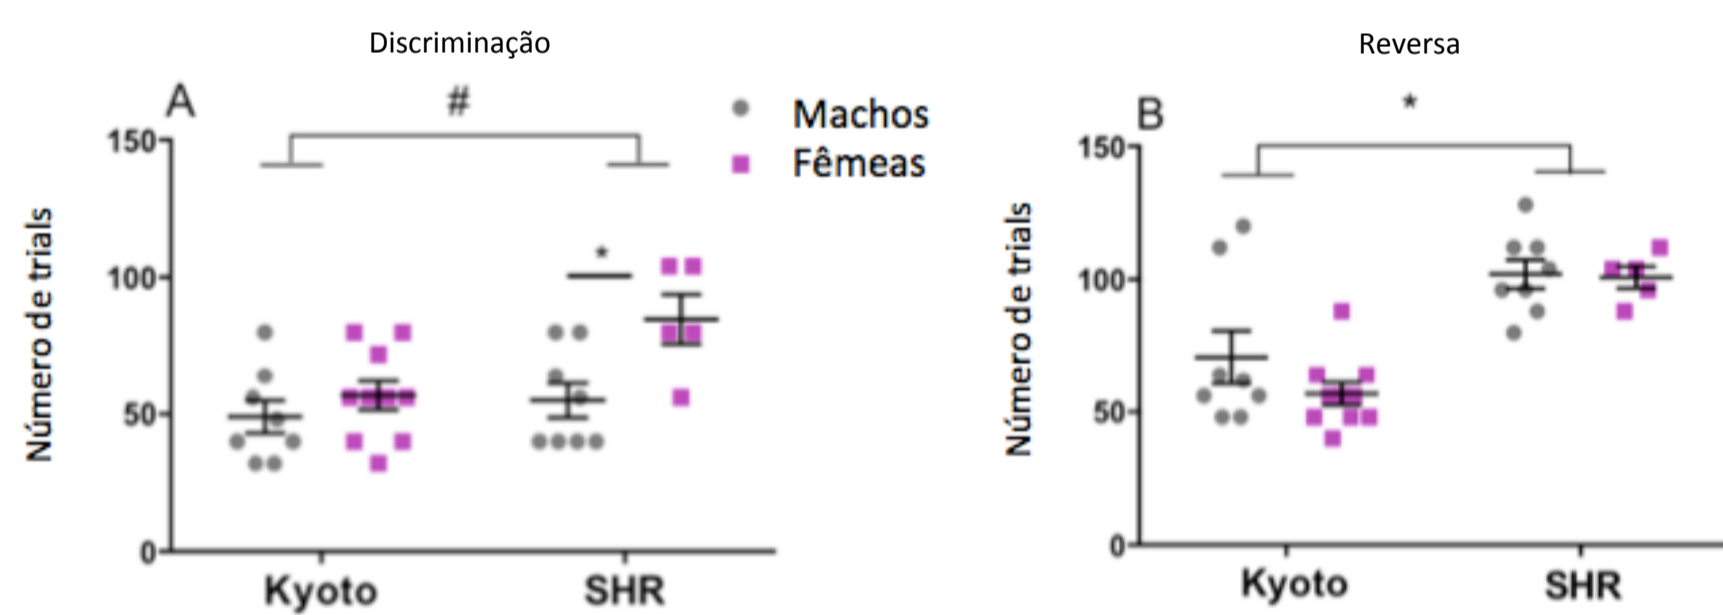 Discriminação
A
#
Machos
Fêmeas
150
100
50
0
*
Número de trials
Kyoto
SHR
Reversa
B
*
150
100
50
0
Número de trials
Kyoto
SHR